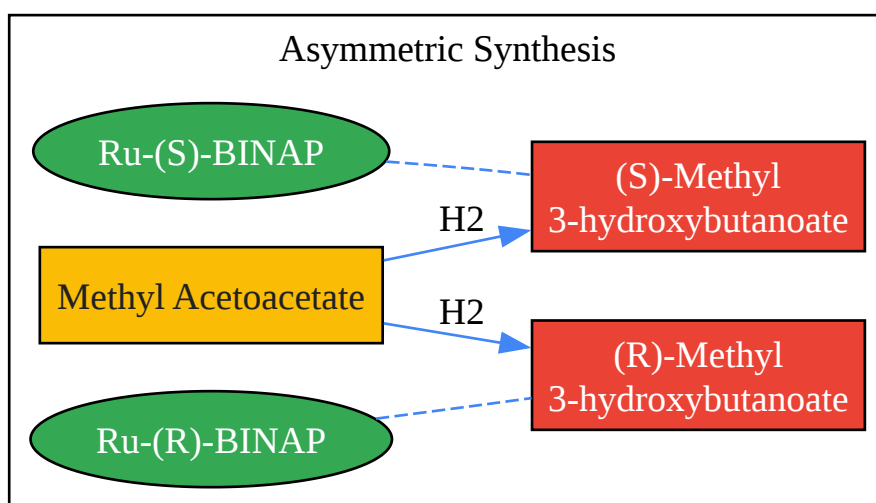 Asymmetric Synthesis
Ru-(S)-BINAP
(S)-Methyl
3-hydroxybutanoate
H2
Methyl Acetoacetate
H2
(R)-Methyl
3-hydroxybutanoate
Ru-(R)-BINAP